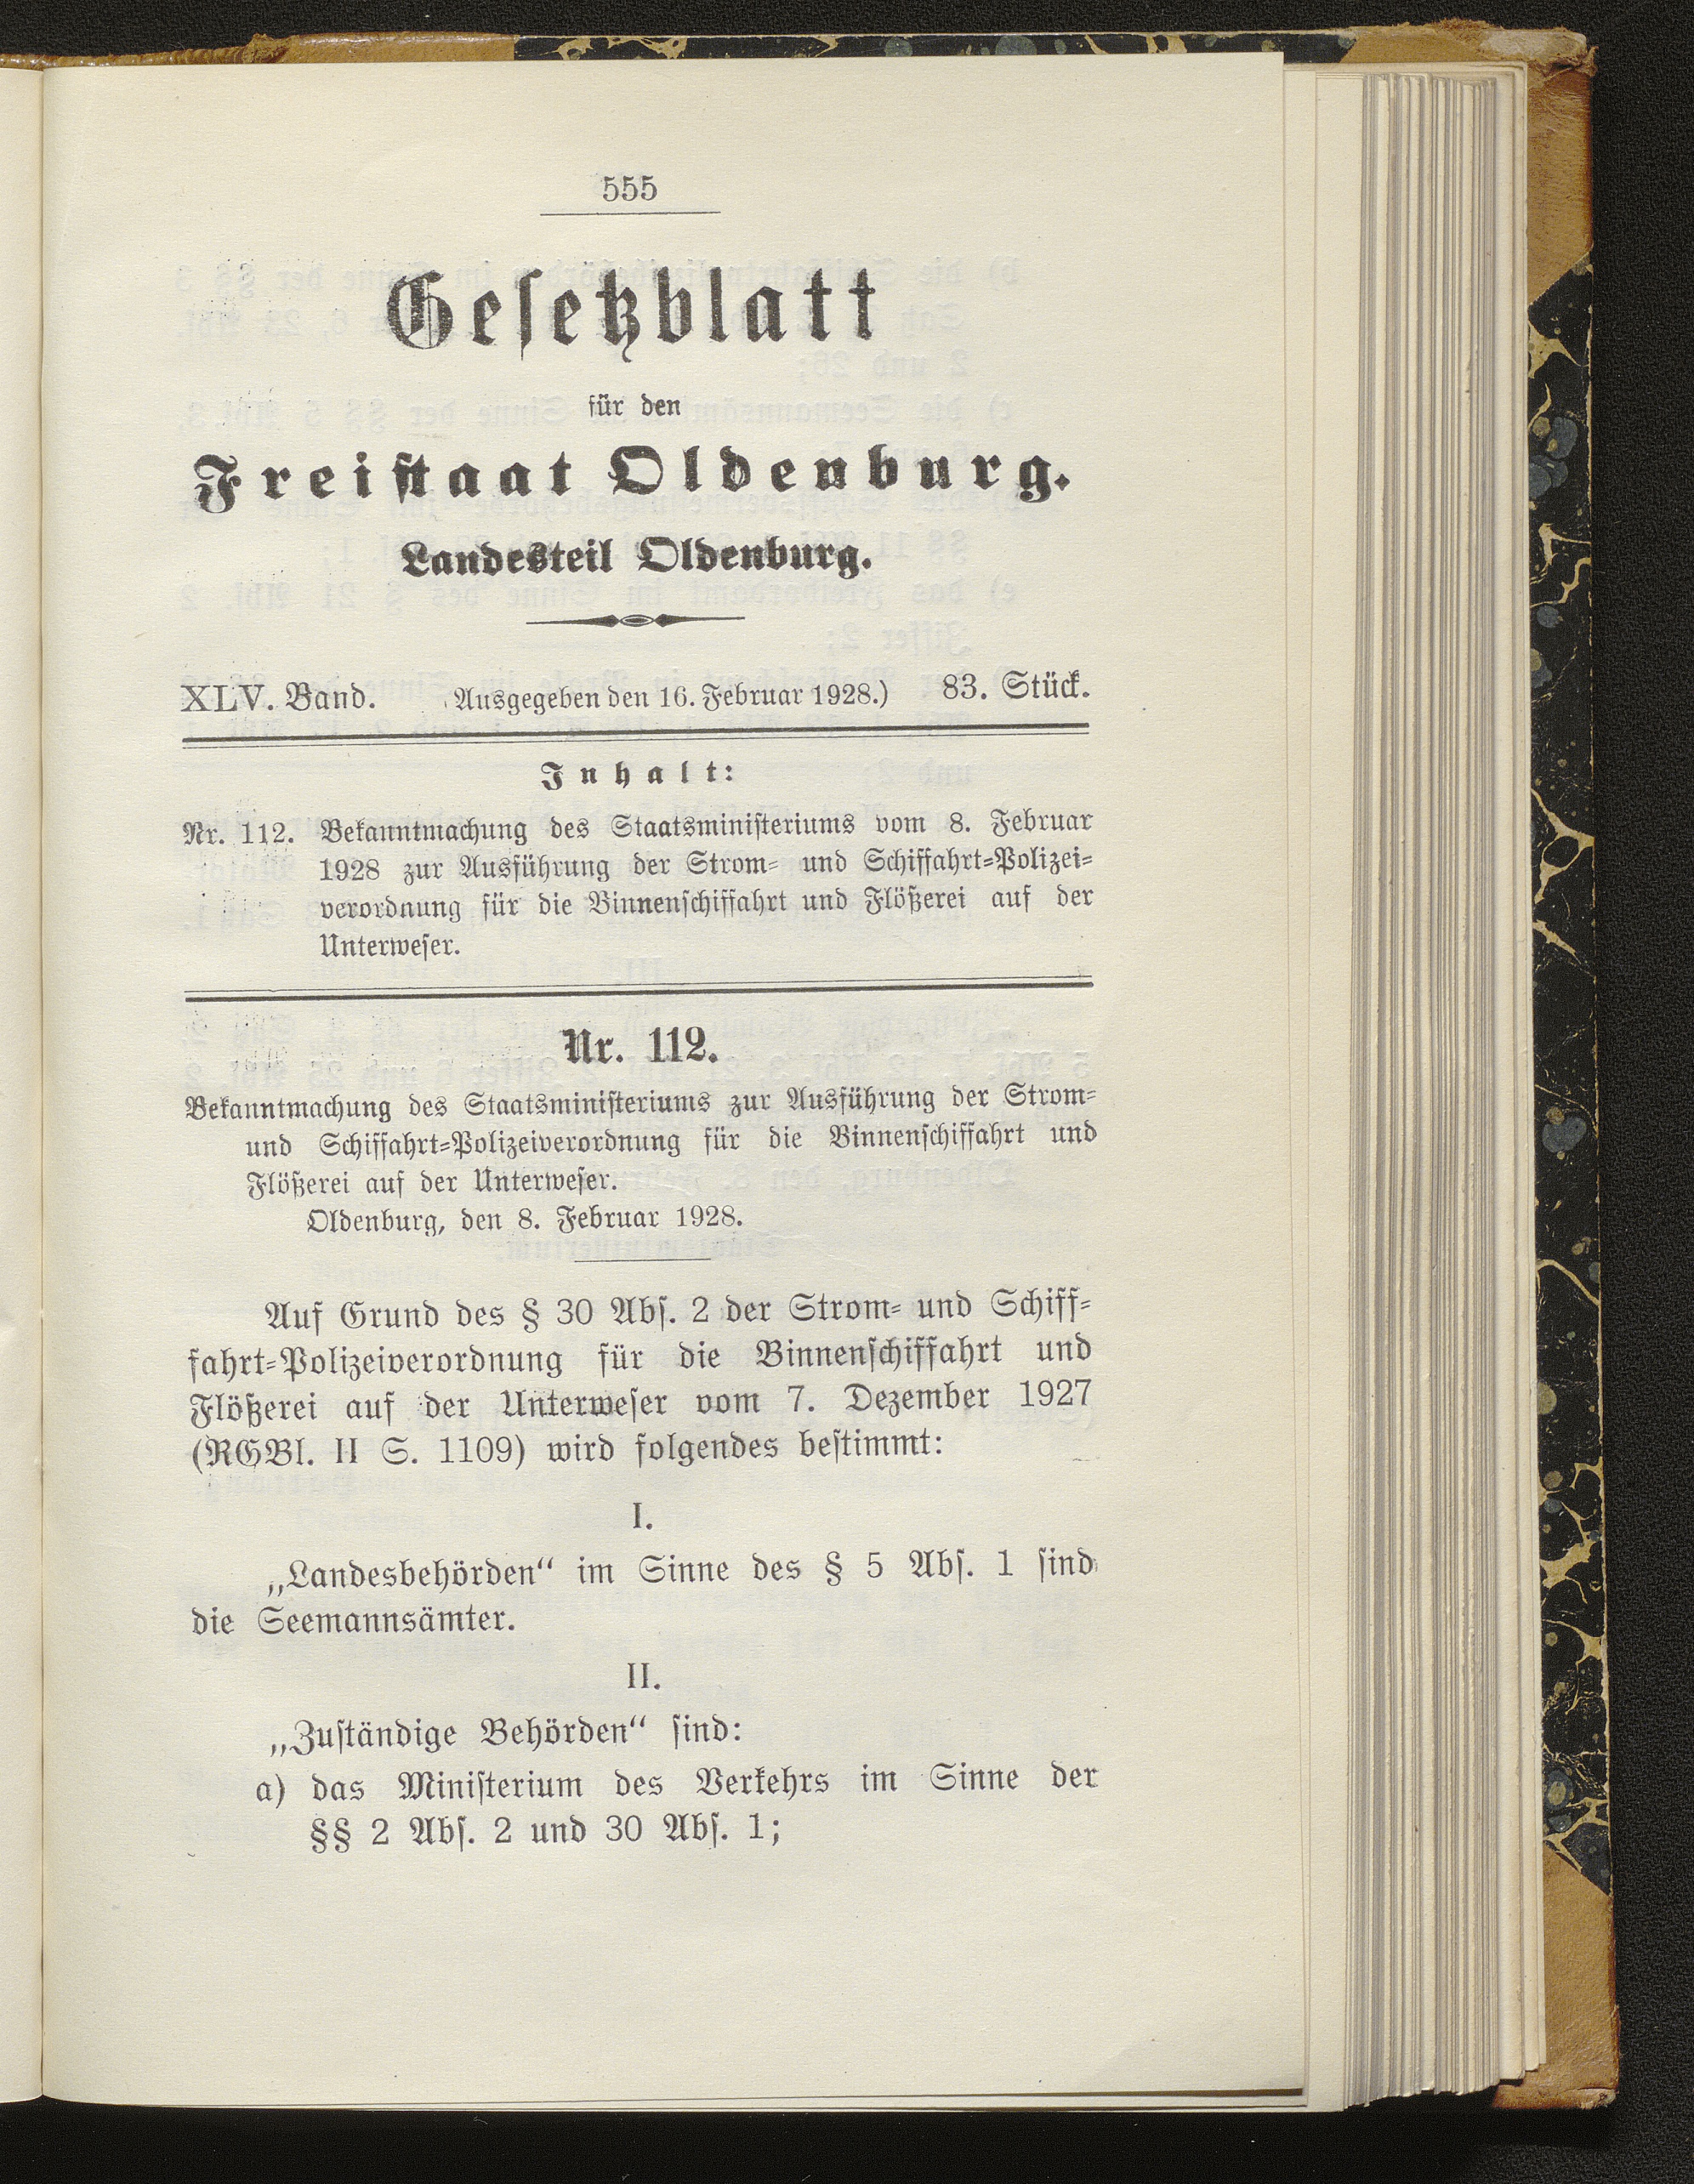 555
Gesetzblatt
für den
Freistaat Oldenburg.
Landesteil Oldenburg.
XLV. Band. (Ausgegeben den 16. Februar 1928.) 83. Stück.
Inhalt:
Nr. 112. Bekanntmachung des Staatsministeriums vom 8. Februar
1928 zur Ausführung der Strom- und Schiffahrt-Polizei-
verordnung für die Binnenschiffahrt und Flößerei auf der
Unterweser.
Nr. 112.
Bekanntmachung des Staatsministeriums zur Ausführung der Strom-
und Schiffahrt-Polizeiverordnung für die Binnenschiffahrt und
Flößerei auf der Unterweser.
Oldenburg, den 8. Februar 1928.
Auf Grund des § 30 Abs. 2 der Strom- und Schiff-
fahrt-Polizeiverordnung für die Binnenschiffahrt und
Flößerei auf der Unterweser vom 7. Dezember 1927
(RGBl. II S. 1109) wird folgendes bestimmt:
I.
„Landesbehörden“ im Sinne des § 5 Abs. 1 sind
die Seemannsämter.
II.
„Zuständige Behörden“ sind:
a) das Ministerium des Verkehrs im Sinne der
§§ 2 Abs. 2 und 30 Abs. 1;